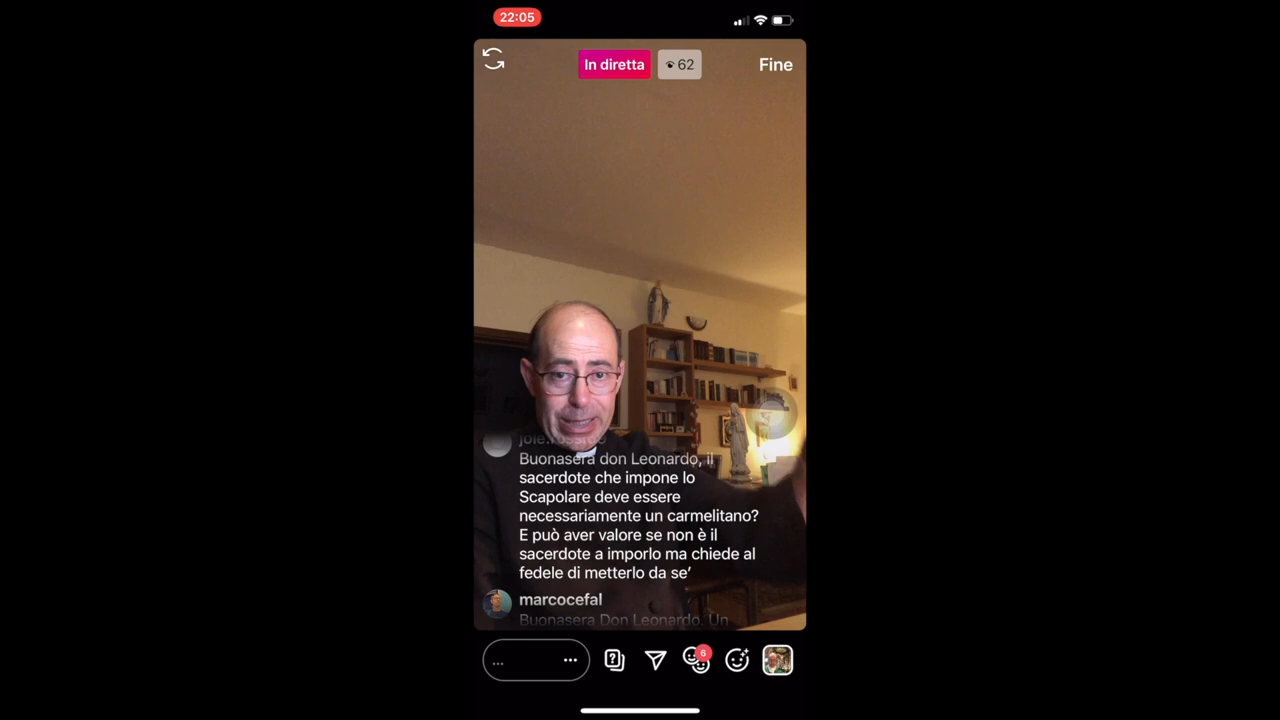 22:05
In diretta
62
Fine
Buonasera don Leonardo, il
sacerdote che impone lo
Scapolare deve essere
necessariamente un carmelitano?
E può aver valore se non è il
sacerdote a imporlo ma chiede al
fedele di metterlo da se’
marcocefal
Buonasera Don Leonardo. Un
...
6